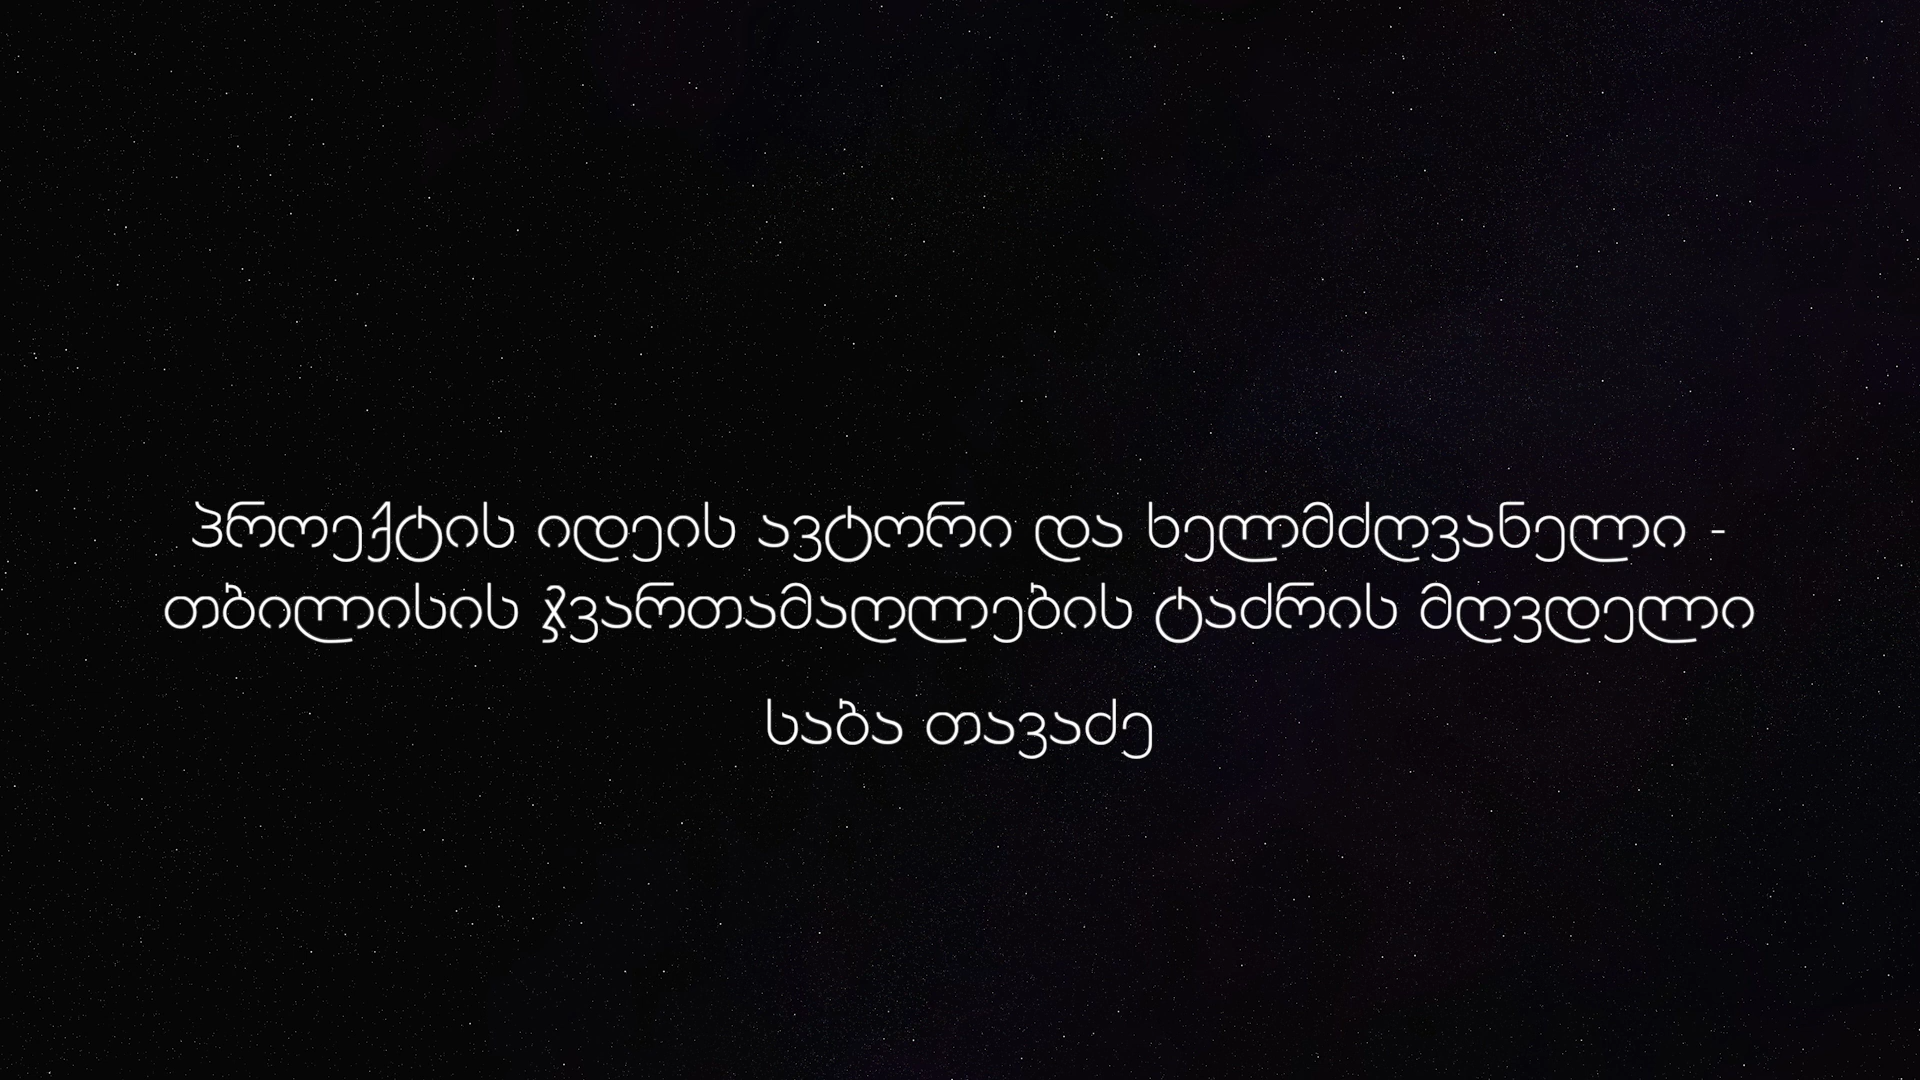 პროექტის იდეის ავტორი და ხელმძღვანელი -
თბილისის ჯვართამაღლების ტაძრის მღვდელი
საბა თავაძე